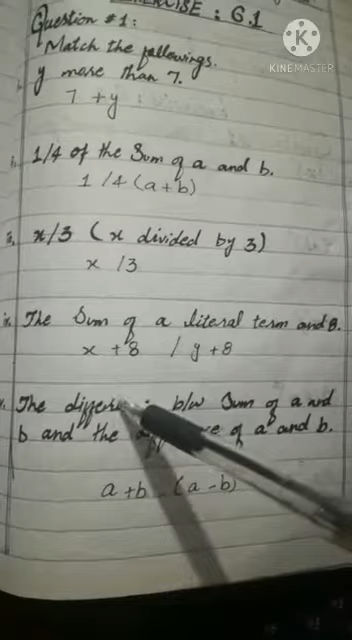 EXERCISE : 6.1
Question #1:
Match the followings.
i. y more than 7.
7 + y
1/4 of the Sum of a and b.
1/4 (a+b)
iii, x/3 (x divided by 3)
x /3
iv. The Sum of a literal term and 8.
x + 8 / y + 8
v. The b/w Sum of a and
b and the of a and b.
a + b - (a - b)
KINEMASTER